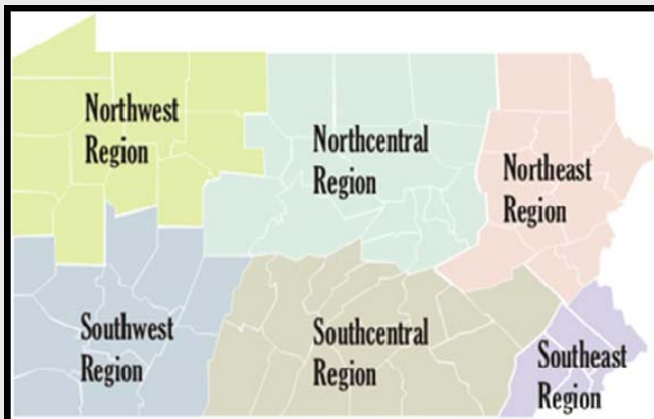 Northwest
Region
Northcentral
Region
Northeast
Region
Southwest
Region
Southcentral
Region
Southeast
Region